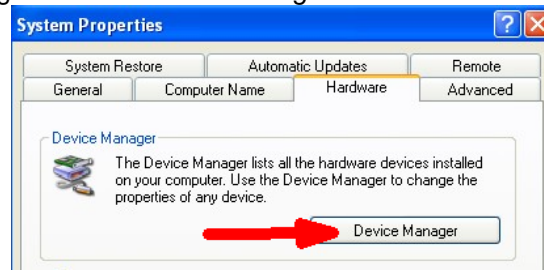 System Properties
System Restore Automatic Updates Remote
General Computer Name Hardware Advanced
Device Manager
The Device Manager lists all the hardware devices installed
on your computer. Use the Device Manager to change the
properties of any device.
Device Manager